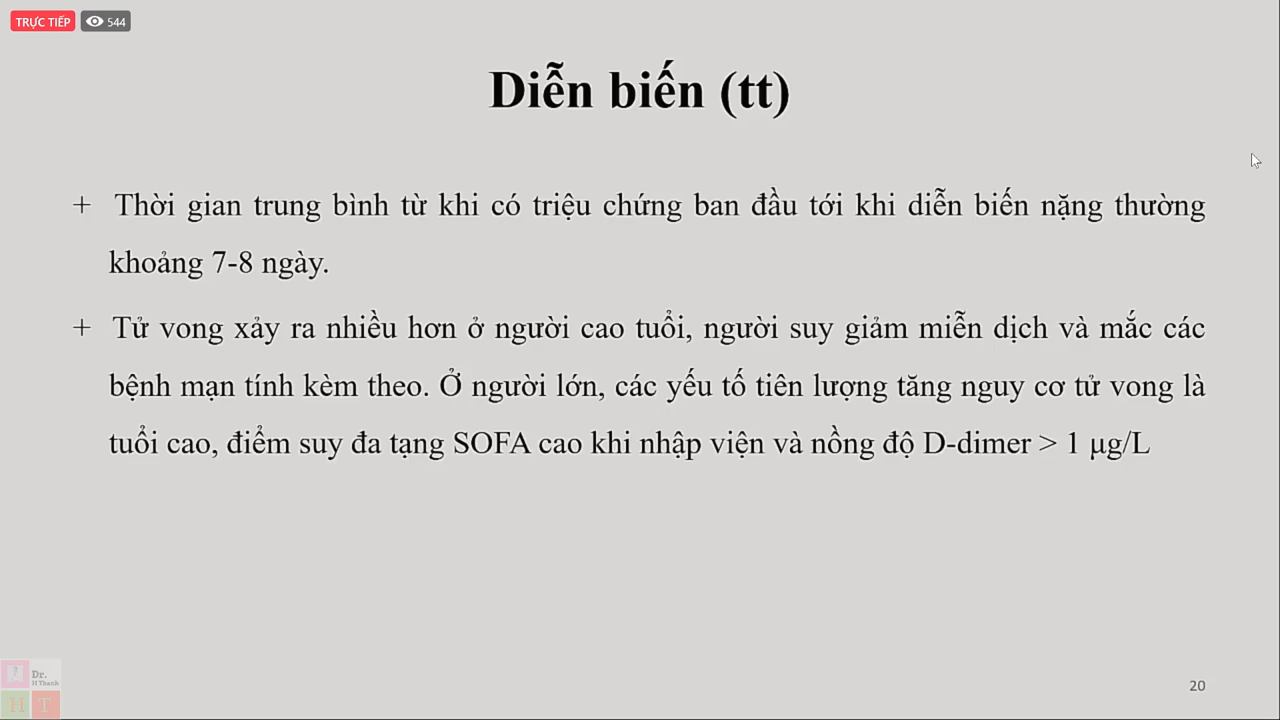 TRỰC TIẾP 544
Diễn biến (tt)
+ Thời gian trung bình từ khi có triệu chứng ban đầu tới khi diễn biến nặng thường
khoảng 7-8 ngày.
+ Tử vong xảy ra nhiều hơn ở người cao tuổi, người suy giảm miễn dịch và mắc các
bệnh mạn tính kèm theo. Ở người lớn, các yếu tố tiên lượng tăng nguy cơ tử vong là
tuổi cao, điểm suy đa tạng SOFA cao khi nhập viện và nồng độ D-dimer > 1 μg/L
Dr.
H Thanh
H T
20